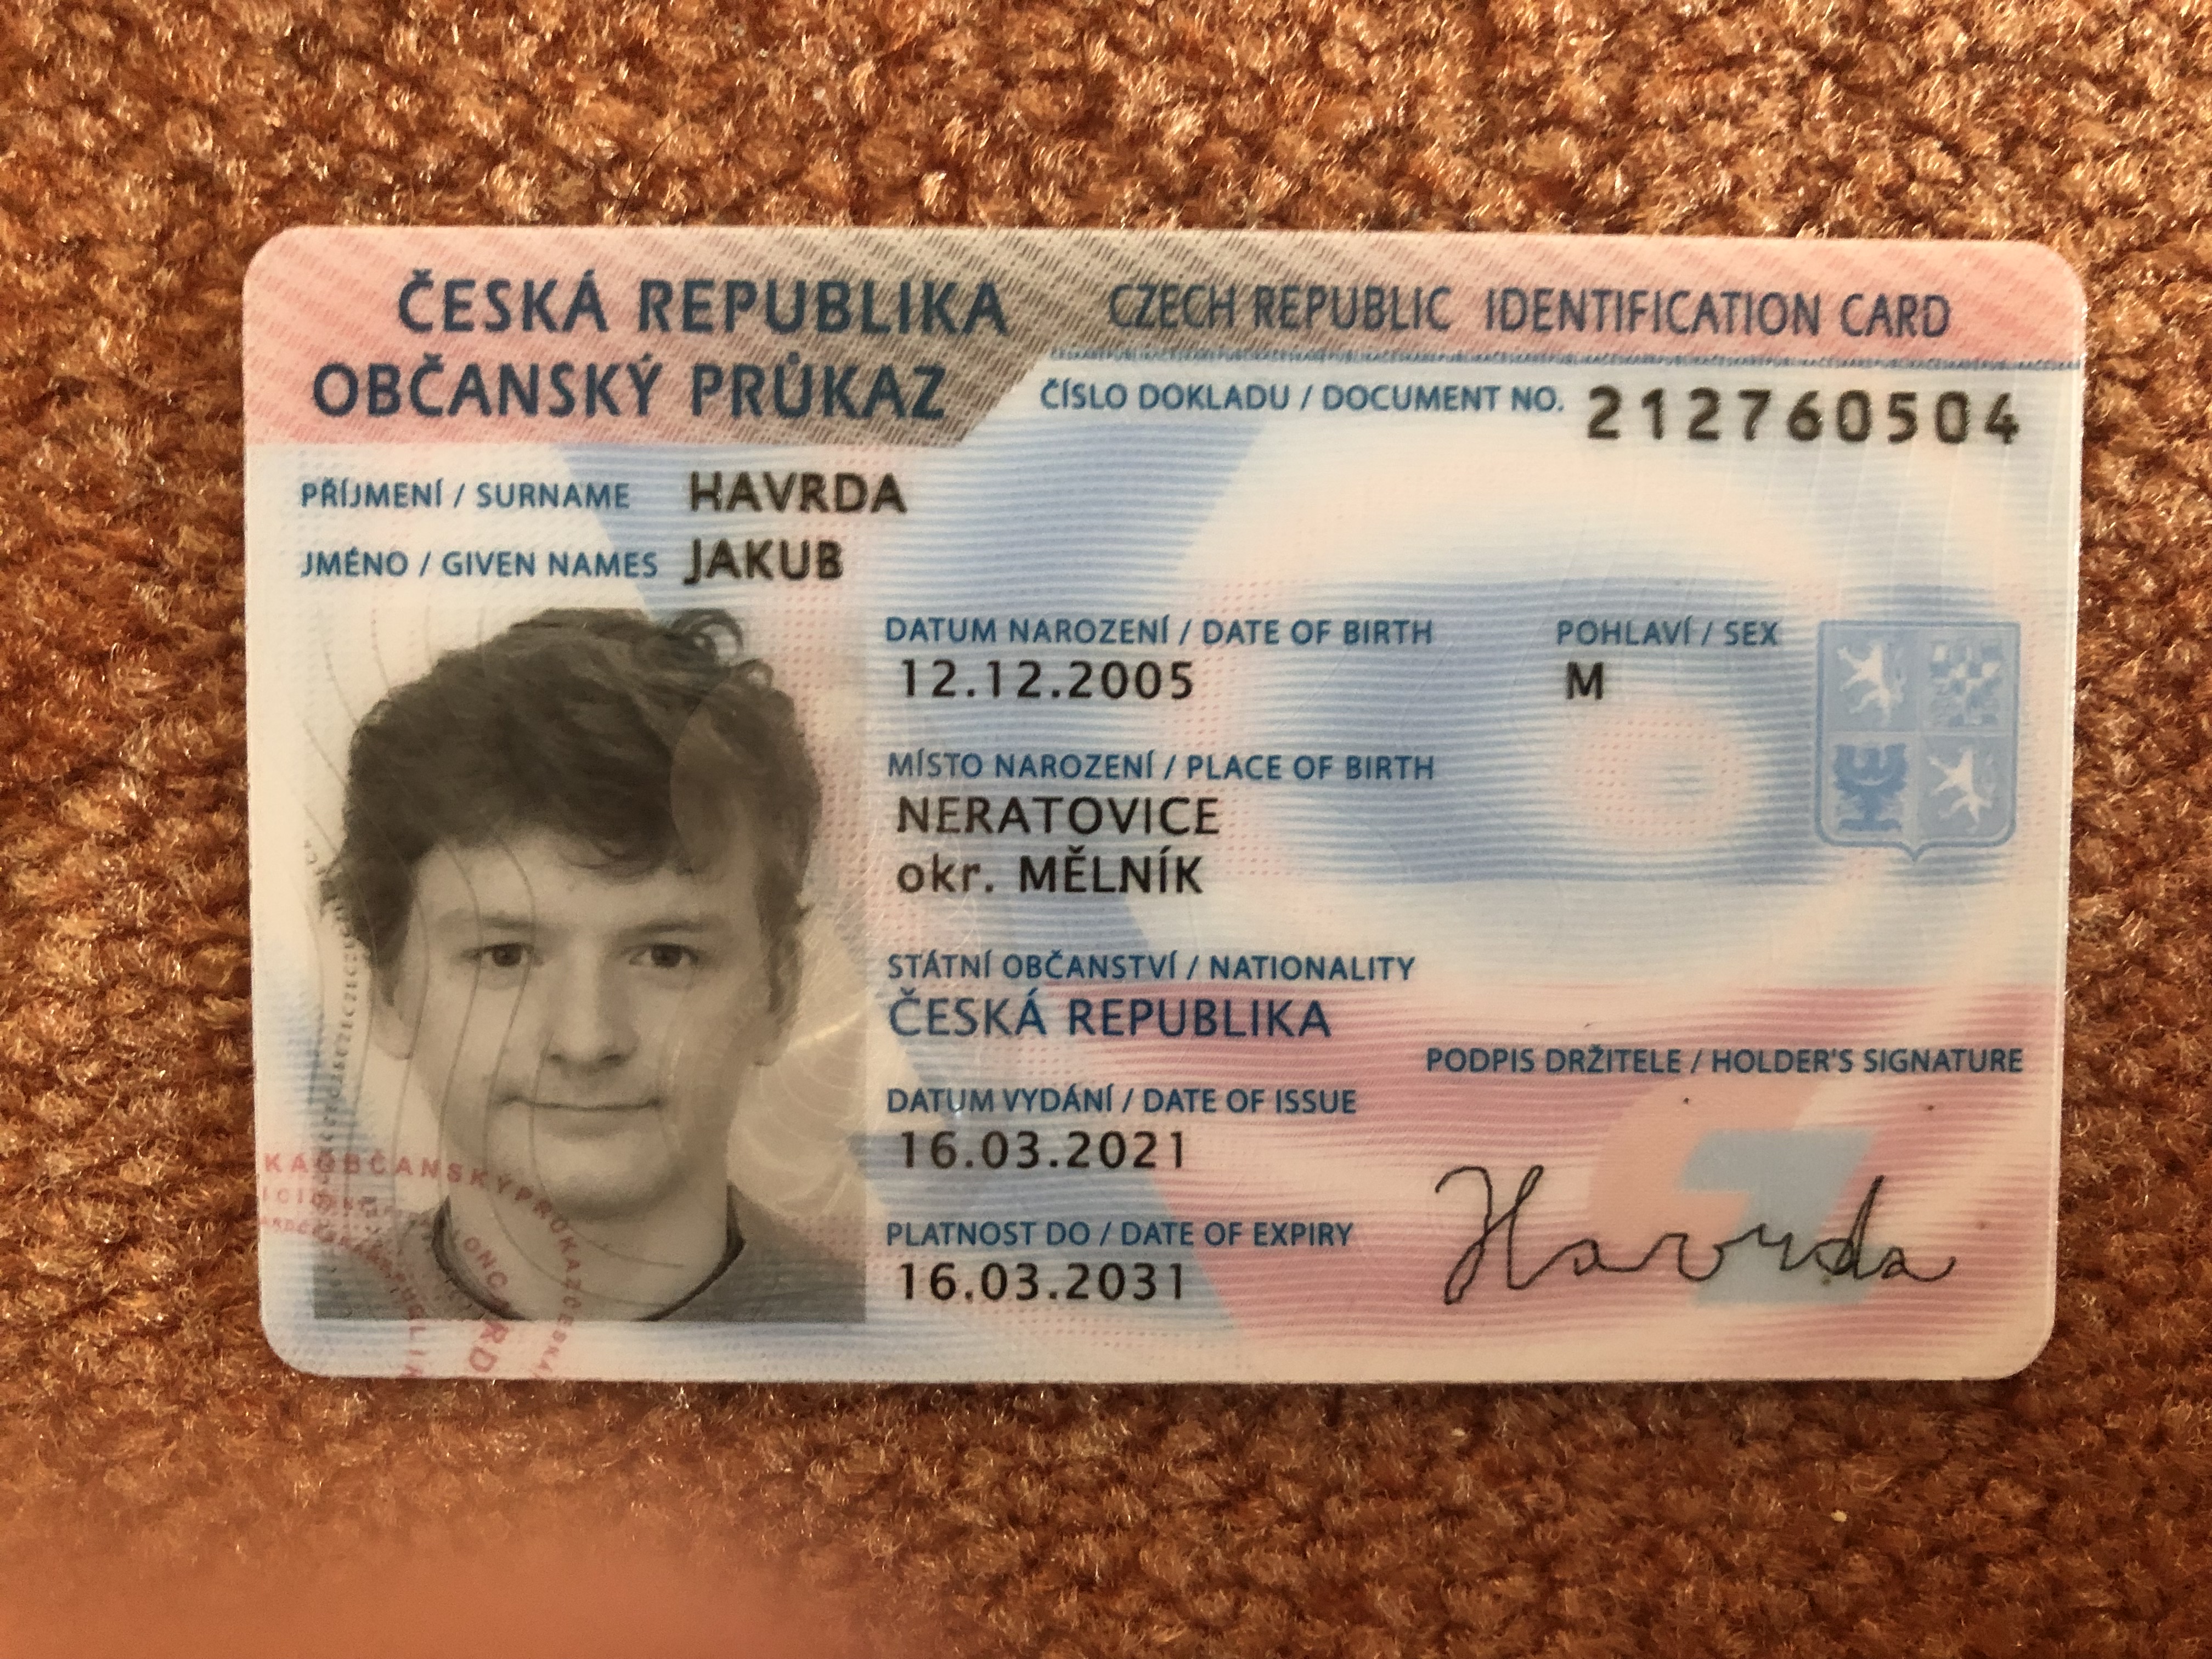 ČESKÁ REPUBLIKA CZECH REPUBLIC IDENTIFICATION CARD
OBČANSKÝ PRŮKAZ
ČÍSLO DOKLADU / DOCUMENT NO. 2112760504
PŘÍJMENÍ / SURNAME HAVRDA
JMÉNO / GIVEN NAMES JAKUB
DATUM NAROZENÍ / DATE OF BIRTH POHLAVÍ / SEX
12.12.2005 M
MÍSTO NAROZENÍ / PLACE OF BIRTH
NERATOVICE
okr. MĚLNÍK
STÁTNÍ OBČANSTVÍ / NATIONALITY
ČESKÁ REPUBLIKA
DATUM VYDÁNÍ / DATE OF ISSUE PODPIS DRŽITELE / HOLDER'S SIGNATURE
16.03.2021
PLATNOST DO / DATE OF EXPIRY
16.03.2031
Havrda